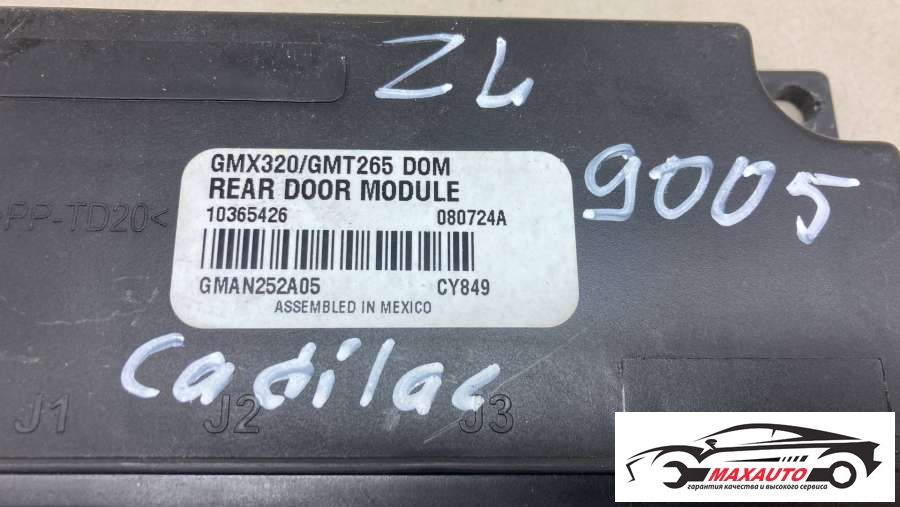 ZL
GMX320/GMT265 DOM
REAR DOOR MODULE
10365426 080724A
GMAN252A05 CY849
ASSEMBLED IN MEXICO
9005
>PP-TD20<
Cadilac
J1 J2 J3
MAXAUTO
гарантия качества и высокого сервиса